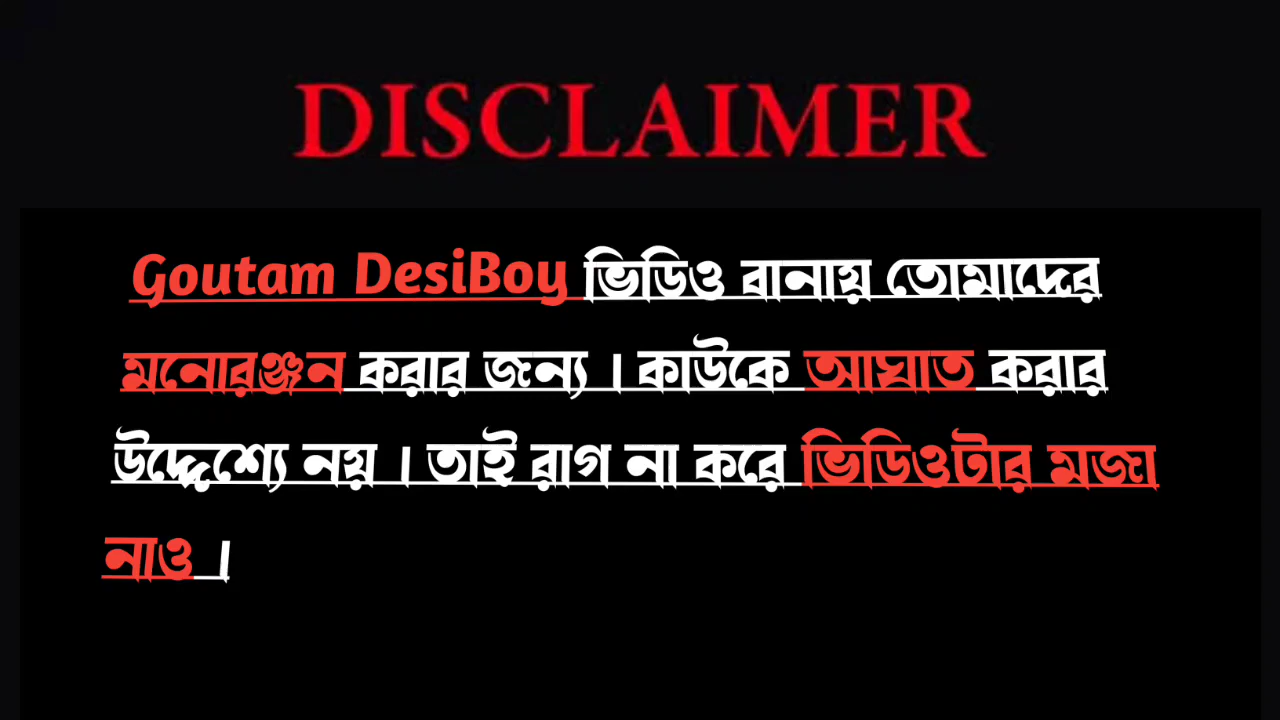 DISCLAIMER
Goutam DesiBoy ভিডিও বানায় তোমাদের
মনোরঞ্জন করার জন্য । কাউকে আঘাত করার
উদ্দেশ্যে নয় । তাই রাগ না করে ভিডিওটার মজা
নাও ।